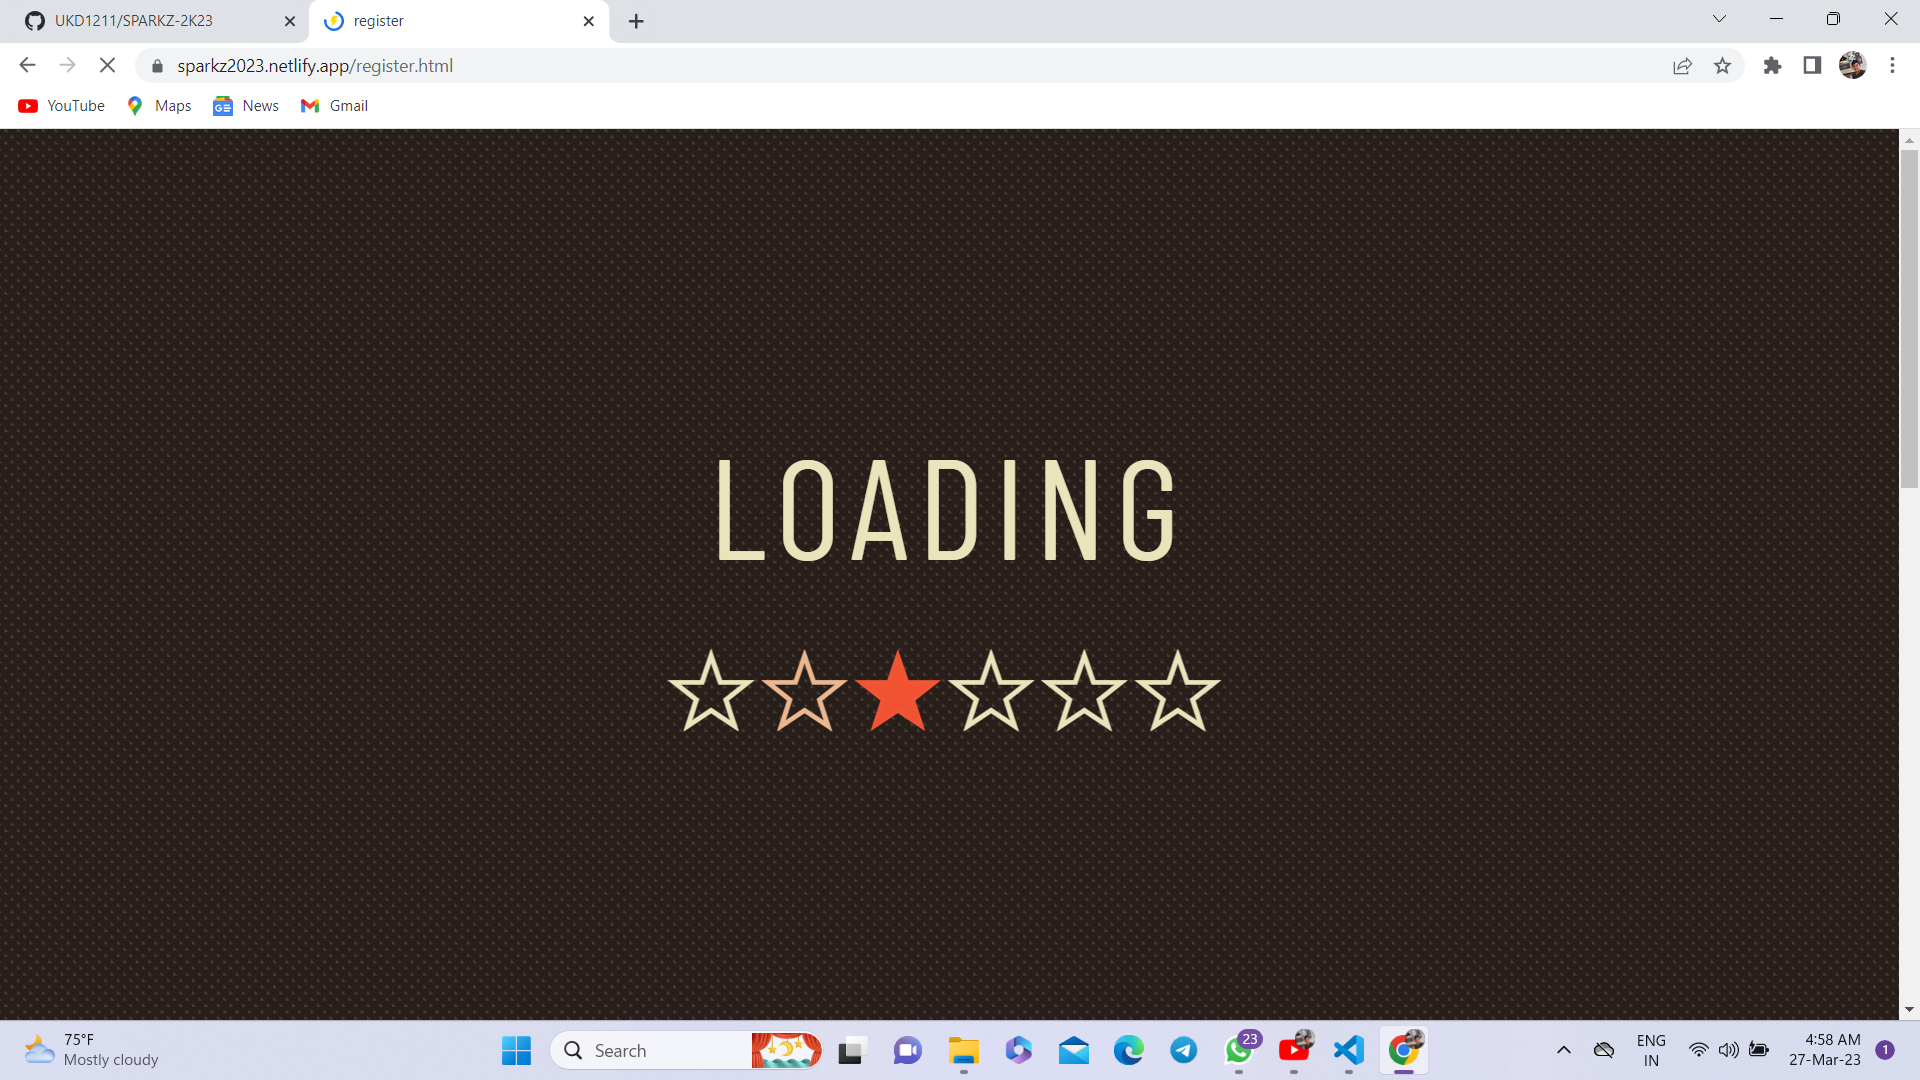 UKD1211/SPARKZ-2K23
register
sparkz2023.netlify.app/register.html
YouTube
Maps
News
Gmail
LOADING
75°F
Mostly cloudy
Search
23
ENG
IN
4:58 AM
27-Mar-23
1